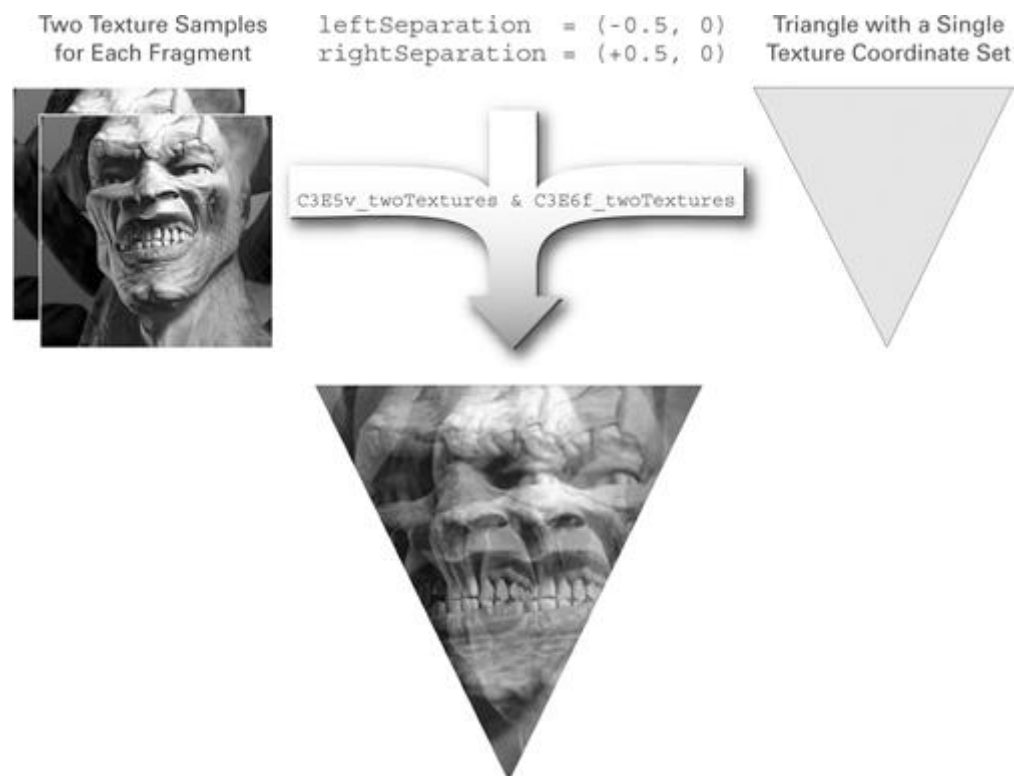 Two Texture Samples
for Each Fragment
leftSeparation = (-0.5, 0)
rightSeparation = (+0.5, 0)
Triangle with a Single
Texture Coordinate Set
C3E5v_twoTextures & C3E6f_twoTextures